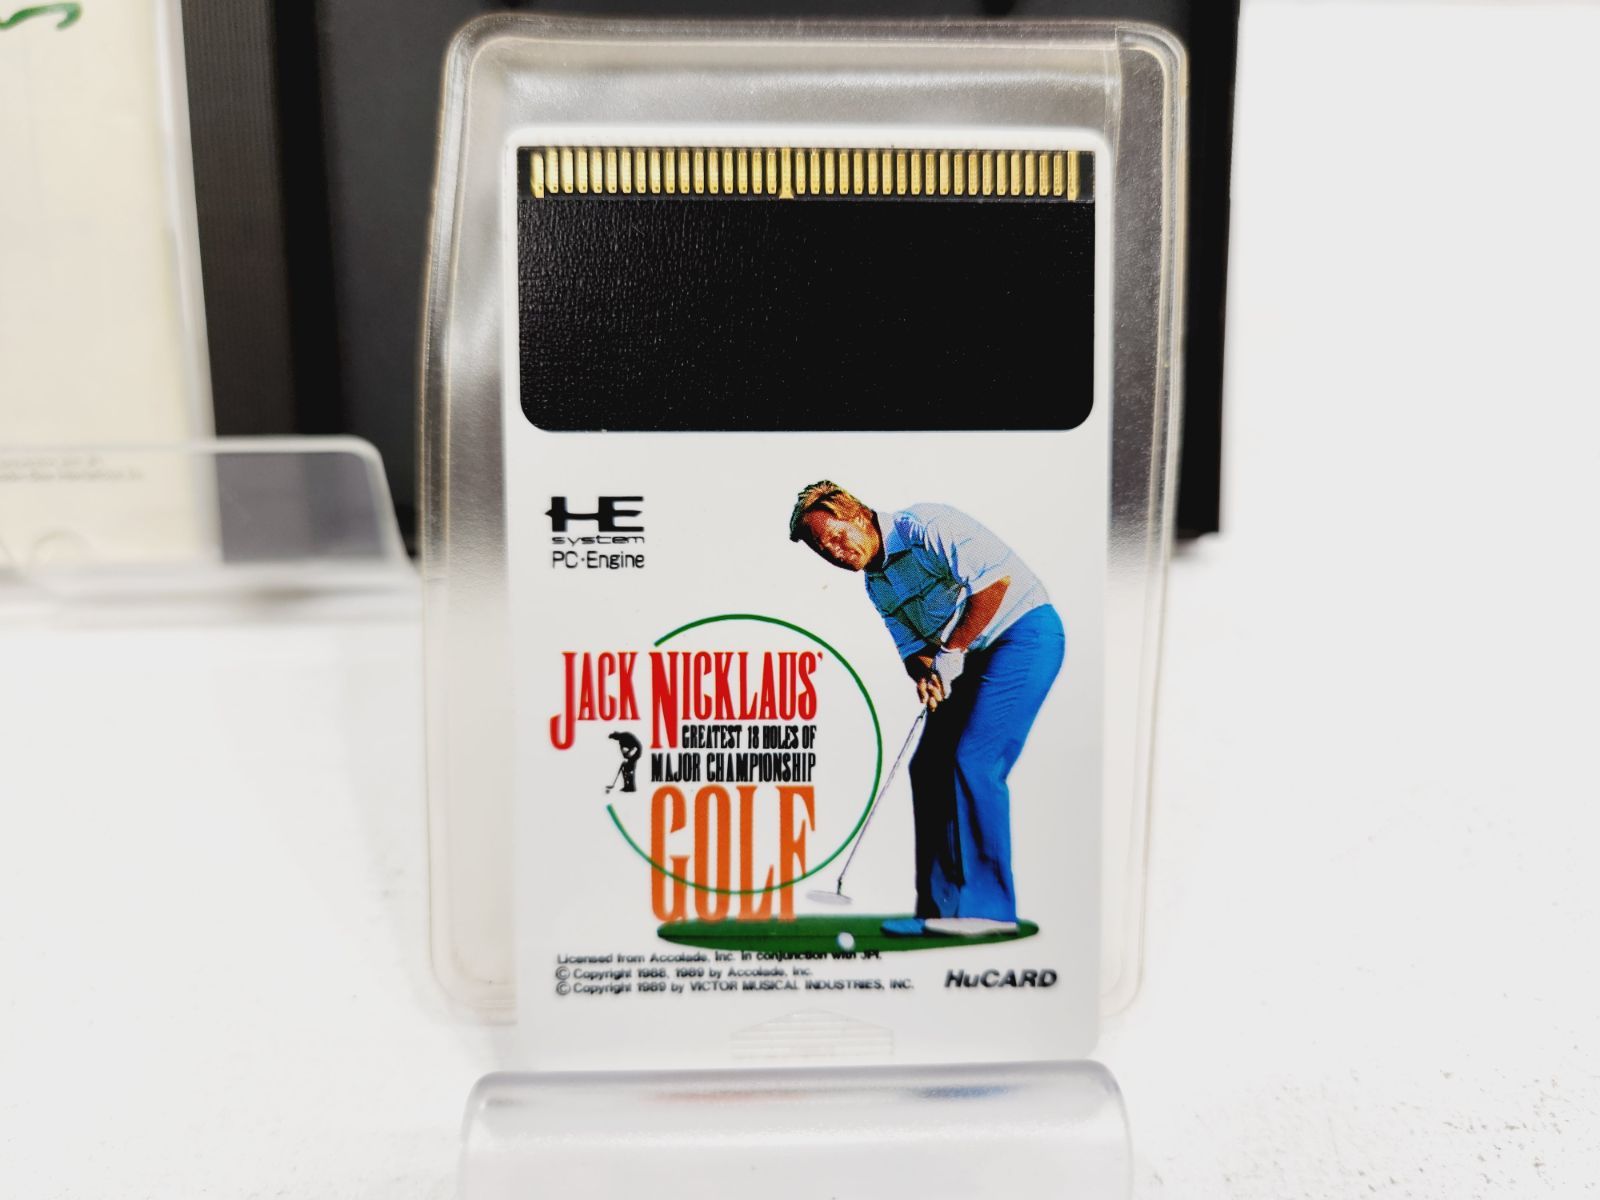 HE
system
PC-Engine
JACK NICKLAUS'
GREATEST 18 HOLES OF
MAJOR CHAMPIONSHIP
GOLF
Licensed from Accolade, Inc. in conjunction with JPI.
© Copyright 1988, 1989 by Accolade, Inc.
© Copyright 1989 by VICTOR MUSICAL INDUSTRIES, INC.
HuCARD